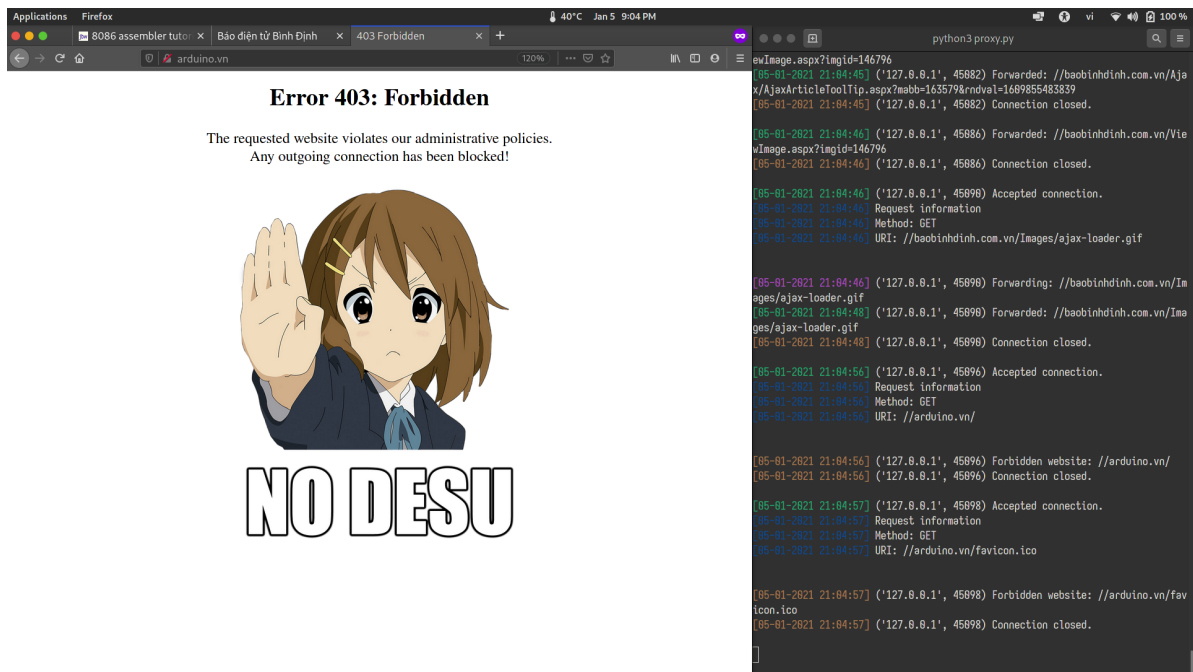 Applications Firefox
40°C Jan 5 9:04 PM
vi 100 %
8086 assembler tutor
Báo điện tử Bình Định
403 Forbidden
arduino.vn
120%
Error 403: Forbidden
The requested website violates our administrative policies.
Any outgoing connection has been blocked!
NO DESU
python3 proxy.py
ewImage.aspx?imgid=146796
[05-01-2021 21:04:45] ('127.0.0.1', 45082) Forwarded: //baobinhdinh.com.vn/Aja
x/AjaxArticleToolTip.aspx?mabb=163579&rndval=1609855483839
[05-01-2021 21:04:45] ('127.0.0.1', 45082) Connection closed.
[05-01-2021 21:04:46] ('127.0.0.1', 45086) Forwarded: //baobinhdinh.com.vn/Vie
wImage.aspx?imgid=146796
[05-01-2021 21:04:46] ('127.0.0.1', 45086) Connection closed.
[05-01-2021 21:04:46] ('127.0.0.1', 45090) Accepted connection.
[05-01-2021 21:04:46] Request information
[05-01-2021 21:04:46] Method: GET
[05-01-2021 21:04:46] URI: //baobinhdinh.com.vn/Images/ajax-loader.gif
[05-01-2021 21:04:46] ('127.0.0.1', 45090) Forwarding: //baobinhdinh.com.vn/Im
ages/ajax-loader.gif
[05-01-2021 21:04:48] ('127.0.0.1', 45090) Forwarded: //baobinhdinh.com.vn/Ima
ges/ajax-loader.gif
[05-01-2021 21:04:48] ('127.0.0.1', 45090) Connection closed.
[05-01-2021 21:04:56] ('127.0.0.1', 45096) Accepted connection.
[05-01-2021 21:04:56] Request information
[05-01-2021 21:04:56] Method: GET
[05-01-2021 21:04:56] URI: //arduino.vn/
[05-01-2021 21:04:56] ('127.0.0.1', 45096) Forbidden website: //arduino.vn/
[05-01-2021 21:04:56] ('127.0.0.1', 45096) Connection closed.
[05-01-2021 21:04:57] ('127.0.0.1', 45098) Accepted connection.
[05-01-2021 21:04:57] Request information
[05-01-2021 21:04:57] Method: GET
[05-01-2021 21:04:57] URI: //arduino.vn/favicon.ico
[05-01-2021 21:04:57] ('127.0.0.1', 45098) Forbidden website: //arduino.vn/fav
icon.ico
[05-01-2021 21:04:57] ('127.0.0.1', 45098) Connection closed.